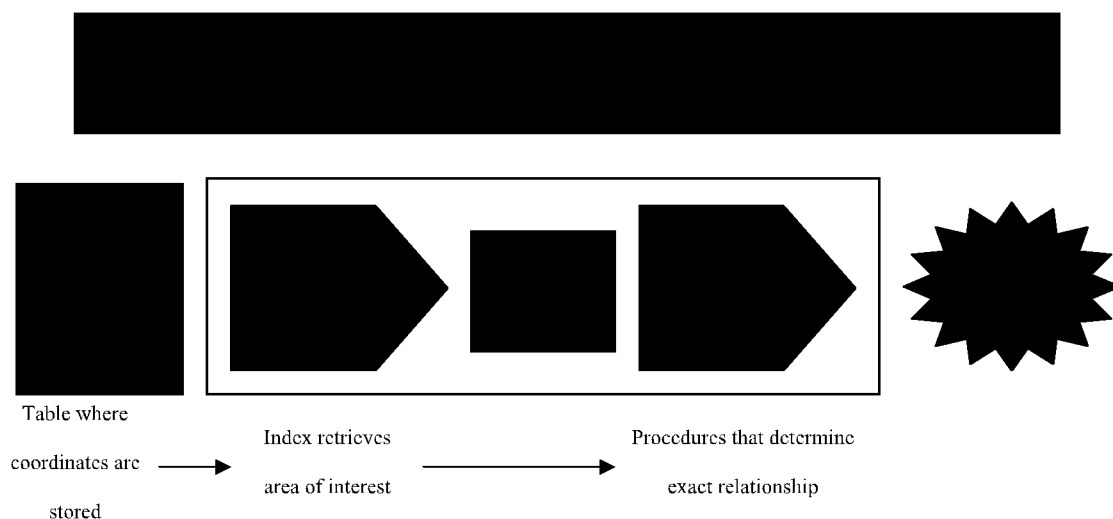 Table where
coordinates are
stored
Index retrieves
area of interest
Procedures that determine
exact relationship